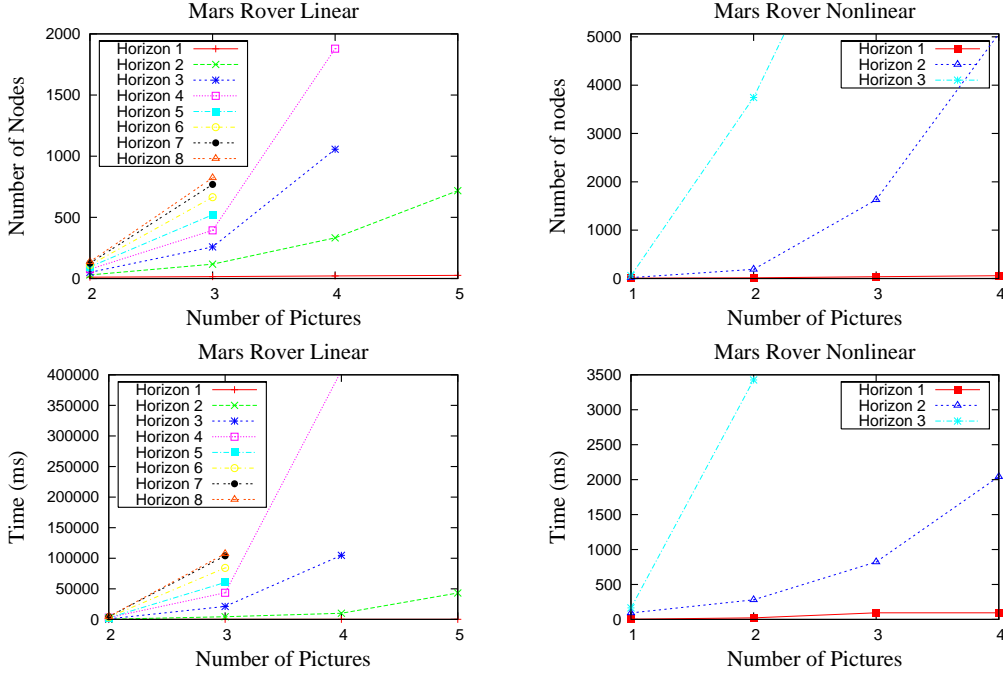 Mars Rover Linear
Number of Nodes
2000
1500
1000
500
0
Horizon 1
Horizon 2
Horizon 3
Horizon 4
Horizon 5
Horizon 6
Horizon 7
Horizon 8
2
3
4
5
Number of Pictures
Mars Rover Nonlinear
Number of nodes
5000
4000
3000
2000
1000
0
Horizon 1
Horizon 2
Horizon 3
1
2
3
4
Number of Pictures
Mars Rover Linear
Time (ms)
400000
350000
300000
250000
200000
150000
100000
50000
0
Horizon 1
Horizon 2
Horizon 3
Horizon 4
Horizon 5
Horizon 6
Horizon 7
Horizon 8
2
3
4
5
Number of Pictures
Mars Rover Nonlinear
Time (ms)
3500
3000
2500
2000
1500
1000
500
0
Horizon 1
Horizon 2
Horizon 3
1
2
3
4
Number of Pictures